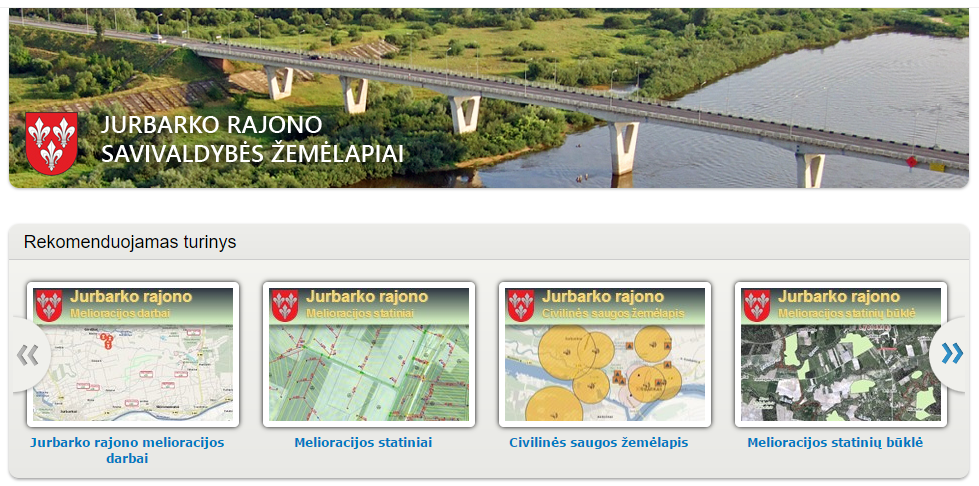 JURBARKO RAJONO
SAVIVALDYBĖS ŽEMĖLAPIAI
Rekomenduojamas turinys
Jurbarko rajono
Melioracijos darbai
Jurbarko rajono
Melioracijos statiniai
Jurbarko rajono
Civilinės saugos žemėlapis
Jurbarko rajono
Melioracijos statinių būklė
Jurbarko rajono melioracijos
darbai
Melioracijos statiniai
Civilinės saugos žemėlapis
Melioracijos statinių būklė